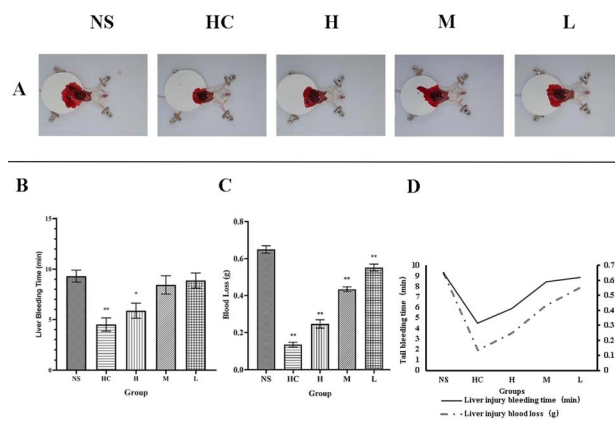 NS HC H M L
A
B
C
D
Liver Bleeding Time (min)
15
10
5
0
**
*
NS HC H M L
Group
Blood Loss (g)
0.8
0.6
0.4
0.2
0.0
**
**
**
**
NS HC H M L
Group
Tail bleeding time (min)
10
9
8
7
6
5
4
3
2
1
0
0.7
0.6
0.5
0.4
0.3
0.2
0.1
0
NS HC H M L
Groups
Liver injury bleeding time (min)
Liver injury blood loss (g)